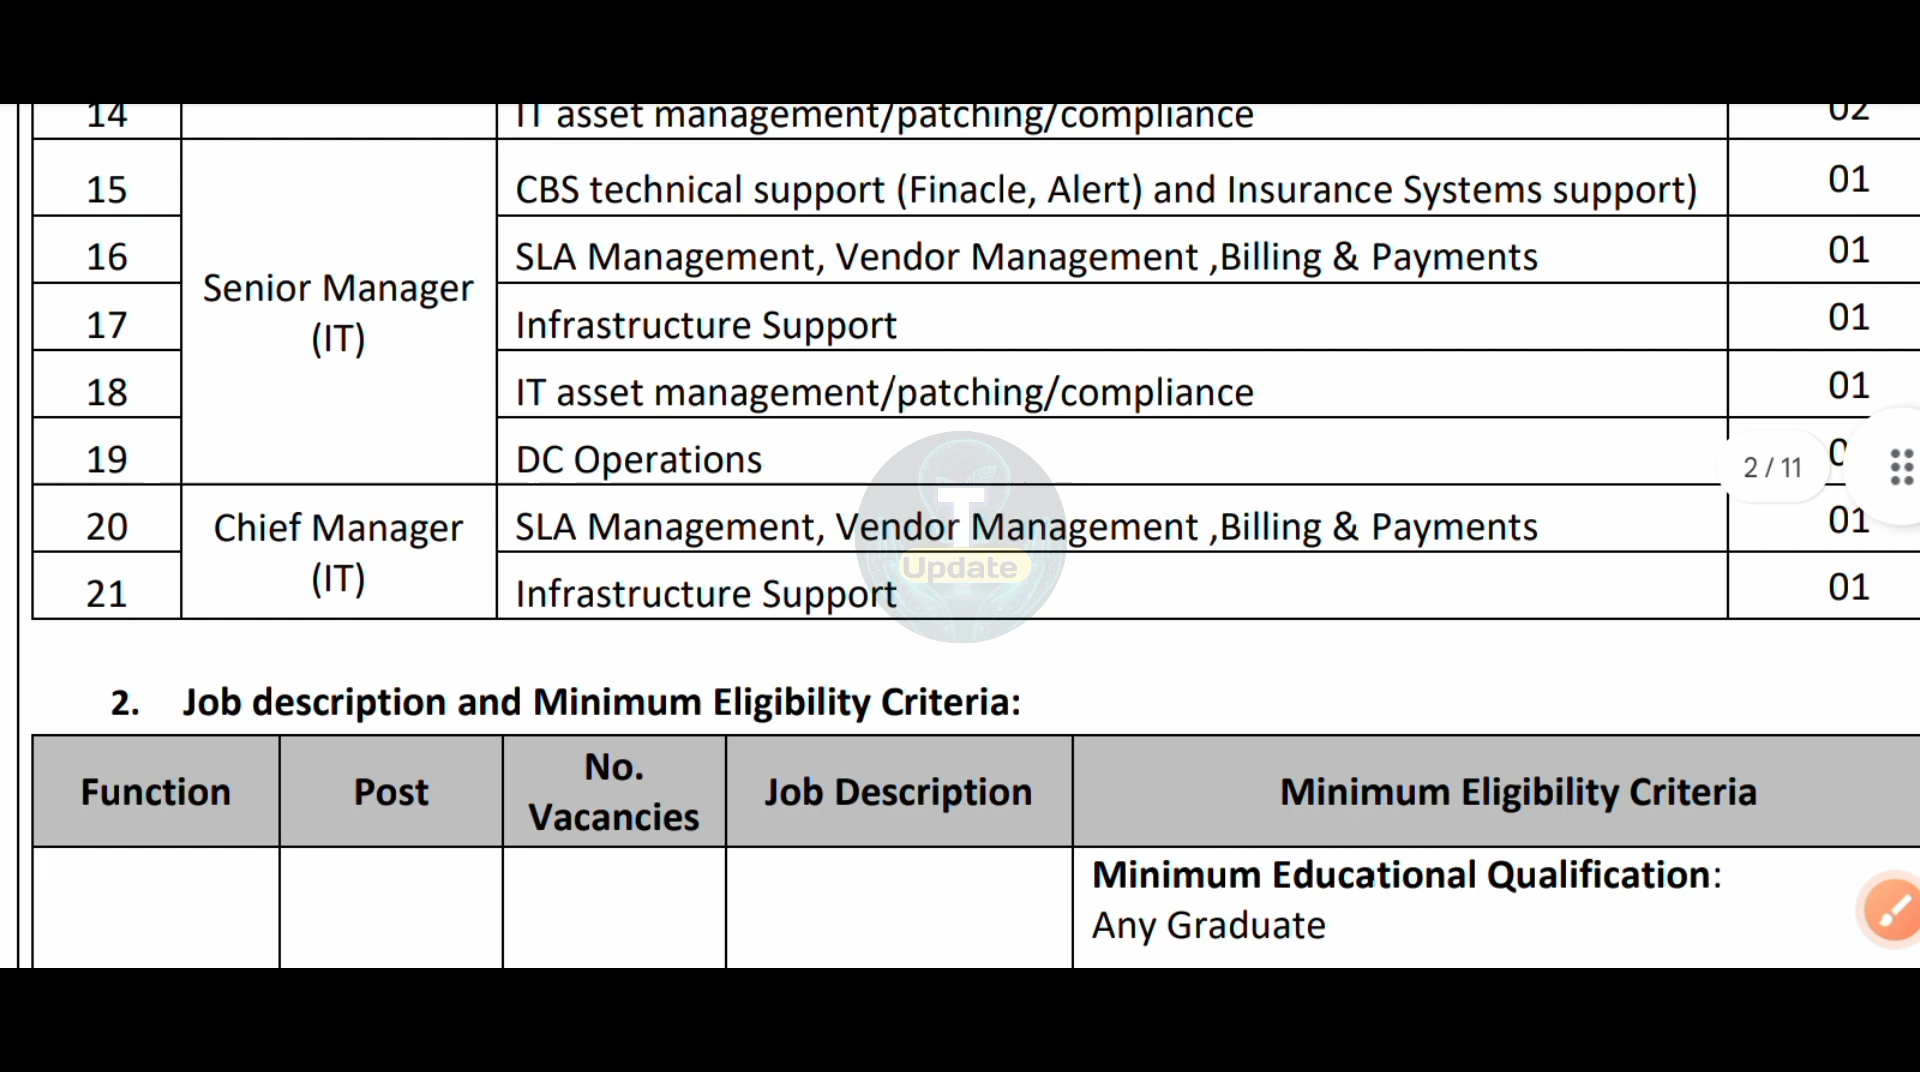 14 IT asset management/patching/compliance 02
15 CBS technical support (Finacle, Alert) and Insurance Systems support) 01
16 SLA Management, Vendor Management ,Billing & Payments 01
Senior Manager
(IT)
17 Infrastructure Support 01
18 IT asset management/patching/compliance 01
19 DC Operations
2 / 11
20 Chief Manager SLA Management, Vendor Management ,Billing & Payments 01
(IT)
21 Infrastructure Support 01
I
Update
2. Job description and Minimum Eligibility Criteria:
Function Post No. Vacancies Job Description Minimum Eligibility Criteria
Minimum Educational Qualification:
Any Graduate